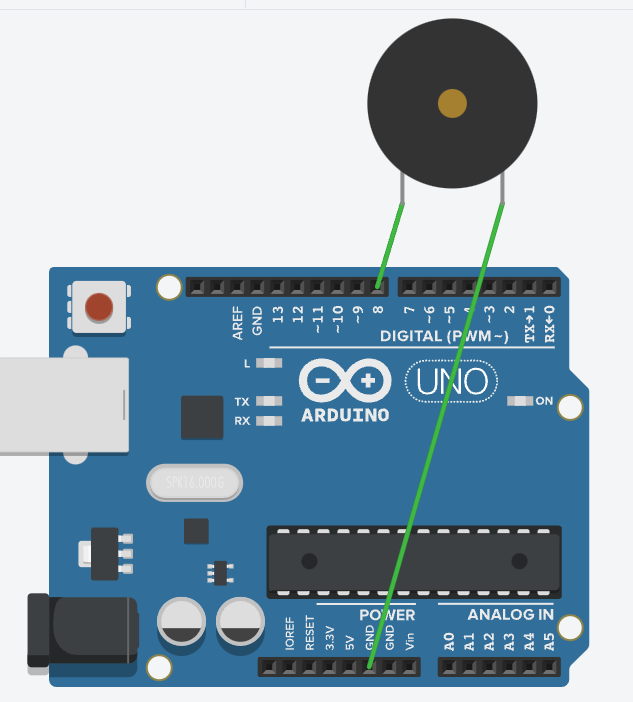 AREF
GND
13
12
~11
~10
~9
8
7
~6
~5
4
~3
2
TX→1
RX←0
DIGITAL (PWM~)
L
TX
RX
UNO
ON
ARDUINO
SPK16.000G
POWER
ANALOG IN
IOREF
RESET
3.3V
5V
GND
GND
Vin
A0
A1
A2
A3
A4
A5